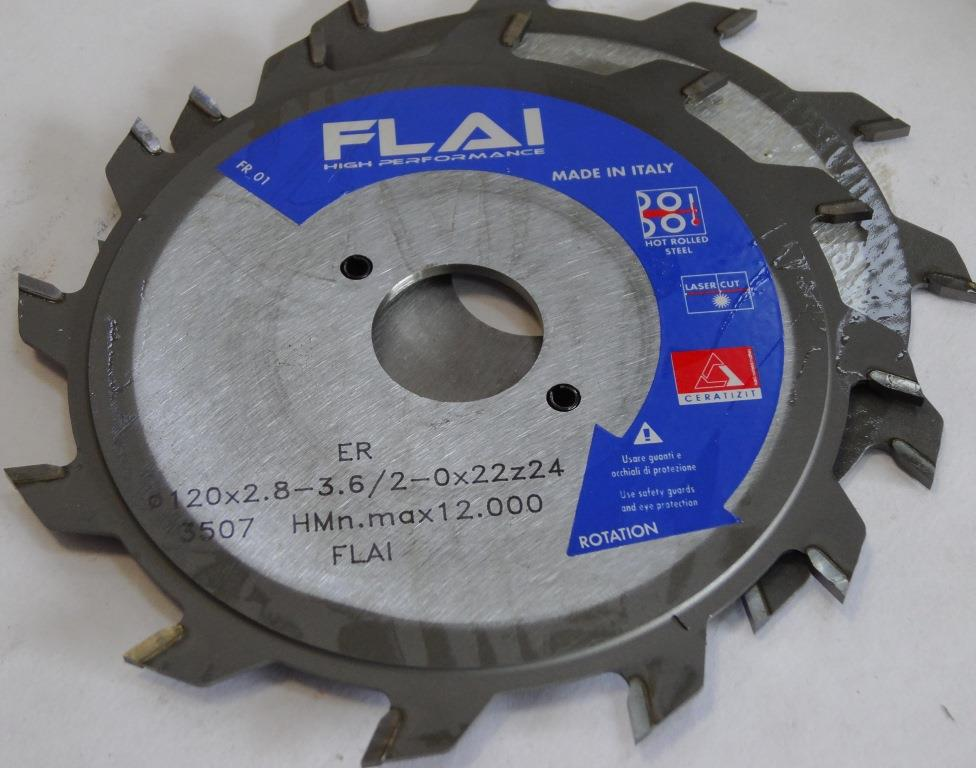 FLAI
HIGH PERFORMANCE
FR 01
MADE IN ITALY
HOT ROLLED
STEEL
LASER CUT
CERATIZIT
Usare guanti e
occhiali di protezione
Use safety guards
and eye protection
ROTATION
ER
ø120x2.8-3.6/2-0x22z24
3507 HMn.max12.000
FLAI